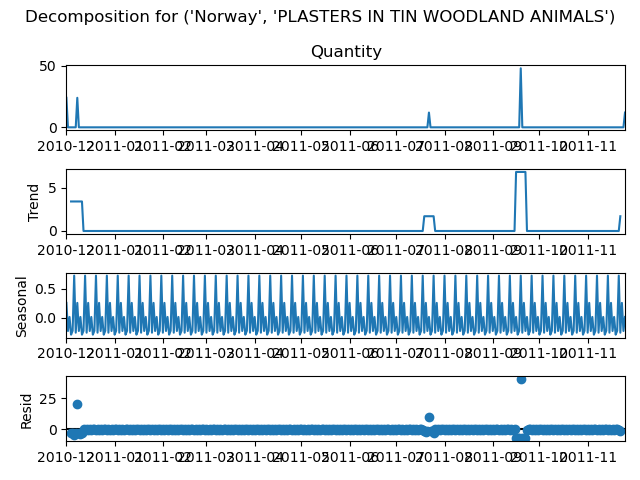 Decomposition for ('Norway', 'PLASTERS IN TIN WOODLAND ANIMALS')
Quantity
50
0
2010-12 2011-01 2011-02 2011-03 2011-04 2011-05 2011-06 2011-07 2011-08 2011-09 2011-10 2011-11
Trend
5
0
2010-12 2011-01 2011-02 2011-03 2011-04 2011-05 2011-06 2011-07 2011-08 2011-09 2011-10 2011-11
Seasonal
0.5
0.0
2010-12 2011-01 2011-02 2011-03 2011-04 2011-05 2011-06 2011-07 2011-08 2011-09 2011-10 2011-11
Resid
25
0
2010-12 2011-01 2011-02 2011-03 2011-04 2011-05 2011-06 2011-07 2011-08 2011-09 2011-10 2011-11